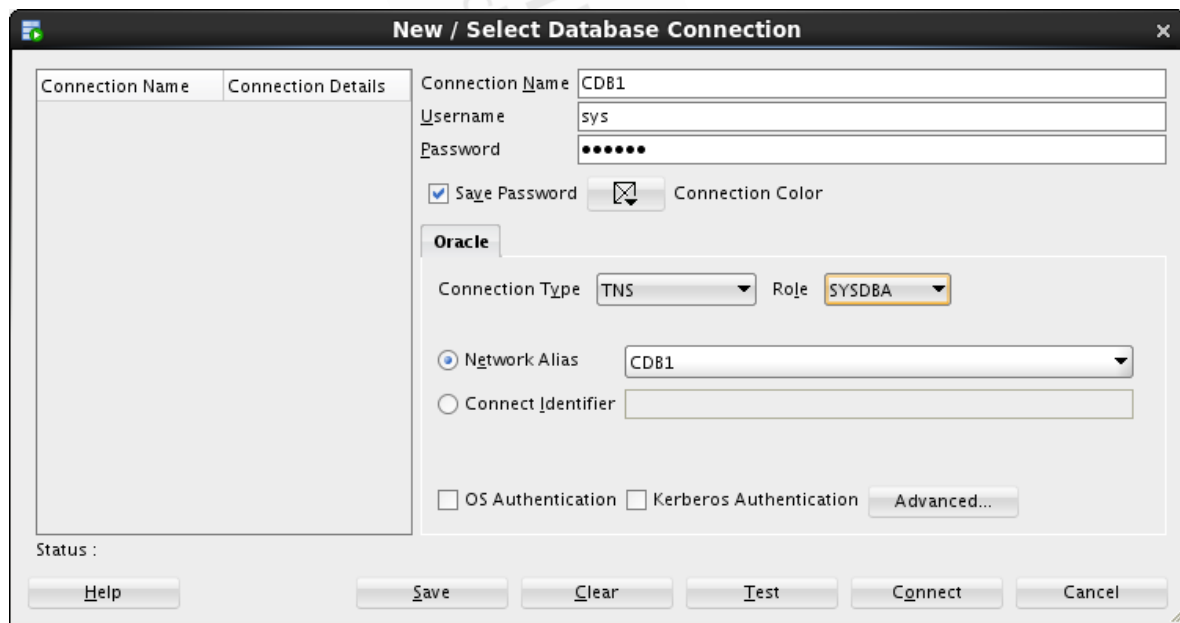 New / Select Database Connection
Connection Name Connection Details
Connection Name CDB1
Username sys
Password ••••••
Save Password Connection Color
Oracle
Connection Type TNS Role SYSDBA
Network Alias CDB1
Connect Identifier
OS Authentication Kerberos Authentication Advanced...
Status :
Help Save Clear Test Connect Cancel